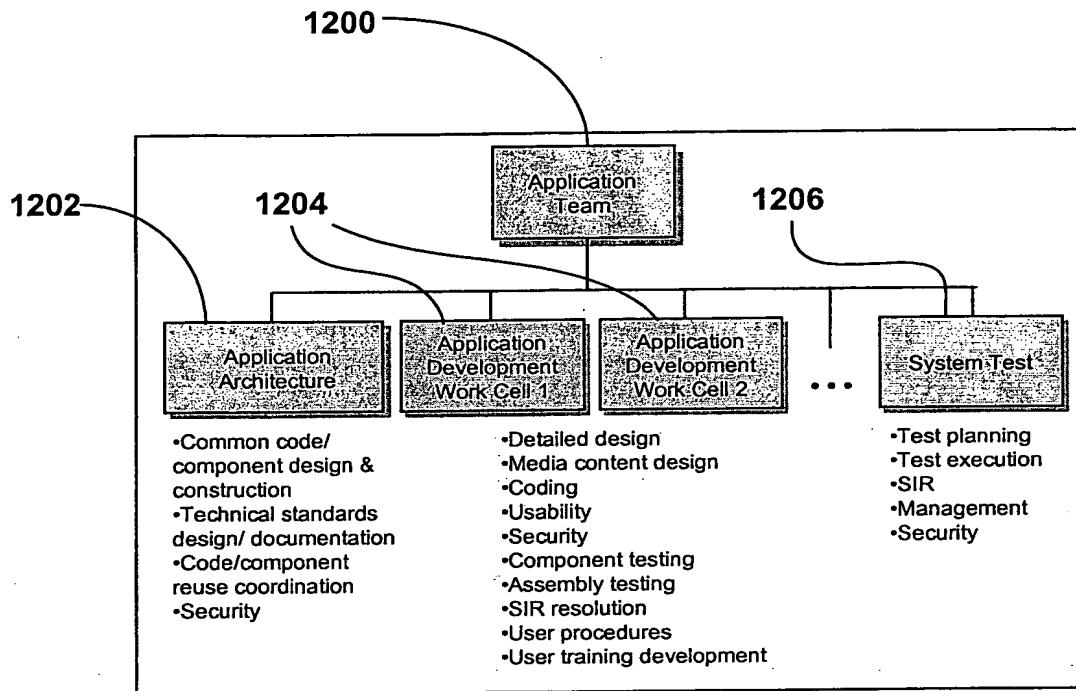 1200
Application
Team
1202
1204
1206
Application
Architecture
Application
Development
Work Cell 1
Application
Development
Work Cell 2
...
System Test
•Common code/
component design &
construction
•Technical standards
design/ documentation
•Code/component
reuse coordination
•Security
•Detailed design
•Media content design
•Coding
•Usability
•Security
•Component testing
•Assembly testing
•SIR resolution
•User procedures
•User training development
•Test planning
•Test execution
•SIR
•Management
•Security